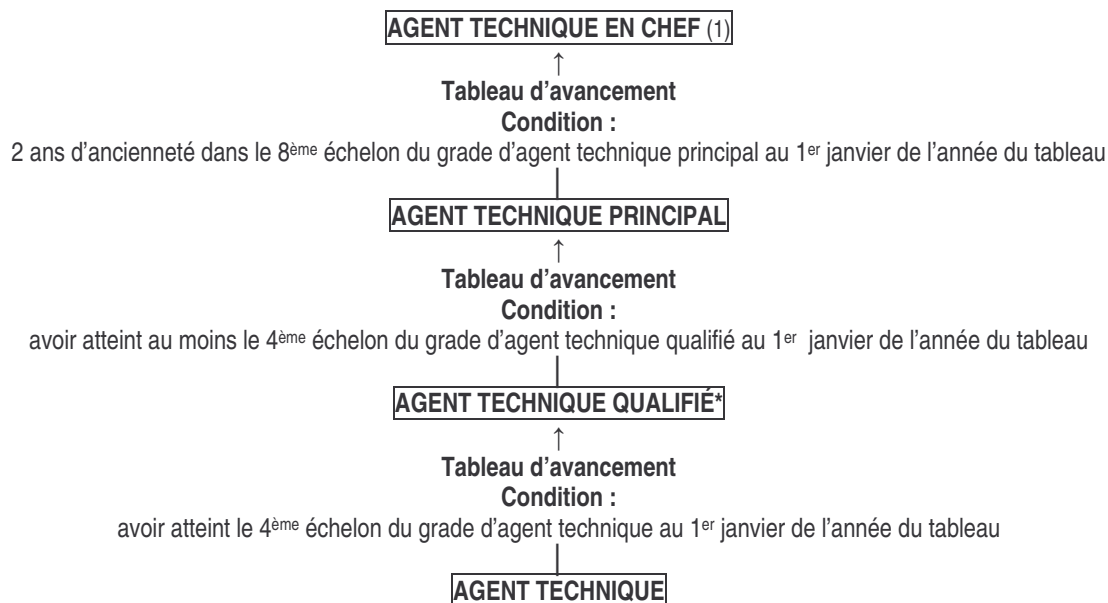 AGENT TECHNIQUE EN CHEF (1)
↑
Tableau d’avancement
Condition :
2 ans d’ancienneté dans le 8ème échelon du grade d’agent technique principal au 1er janvier de l’année du tableau
AGENT TECHNIQUE PRINCIPAL
↑
Tableau d’avancement
Condition :
avoir atteint au moins le 4ème échelon du grade d’agent technique qualifié au 1er janvier de l’année du tableau
AGENT TECHNIQUE QUALIFIÉ*
↑
Tableau d’avancement
Condition :
avoir atteint le 4ème échelon du grade d’agent technique au 1er janvier de l’année du tableau
AGENT TECHNIQUE